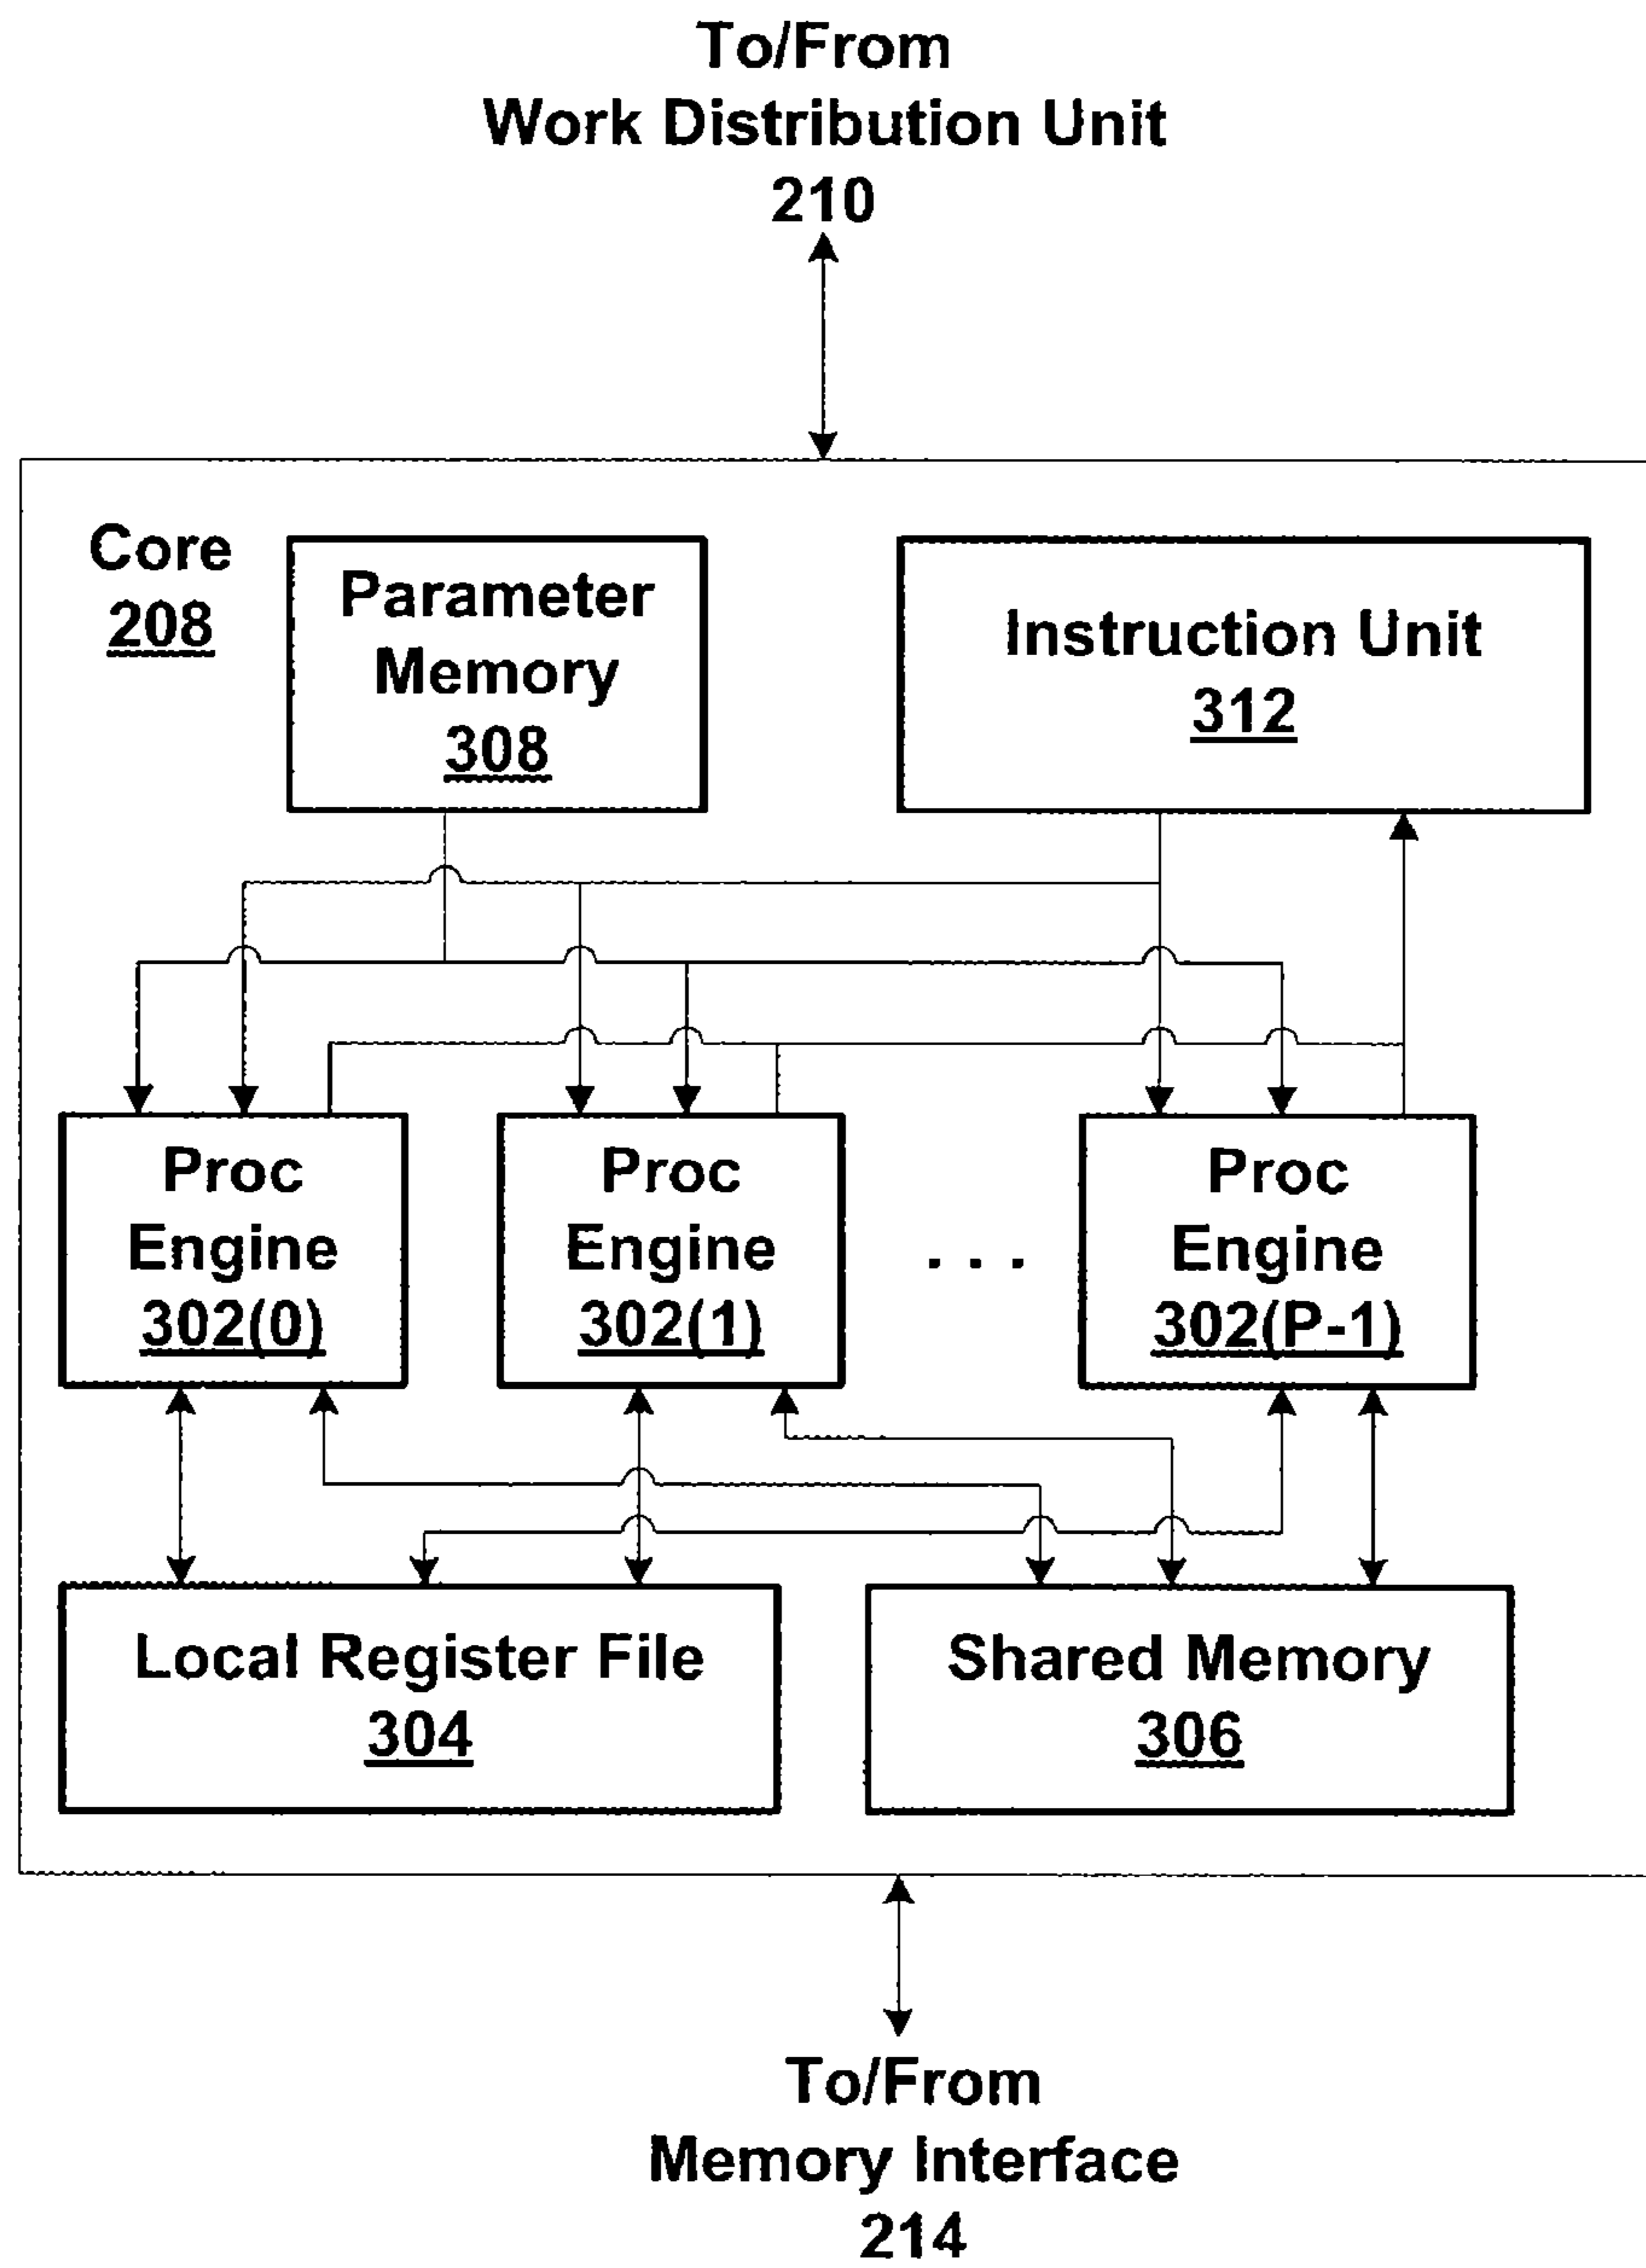 To/From
Work Distribution Unit
210
Core
208
Parameter
Memory
308
Instruction Unit
312
Proc
Engine
302(0)
Proc
Engine
302(1)
. . .
Proc
Engine
302(P-1)
Local Register File
304
Shared Memory
306
To/From
Memory Interface
214